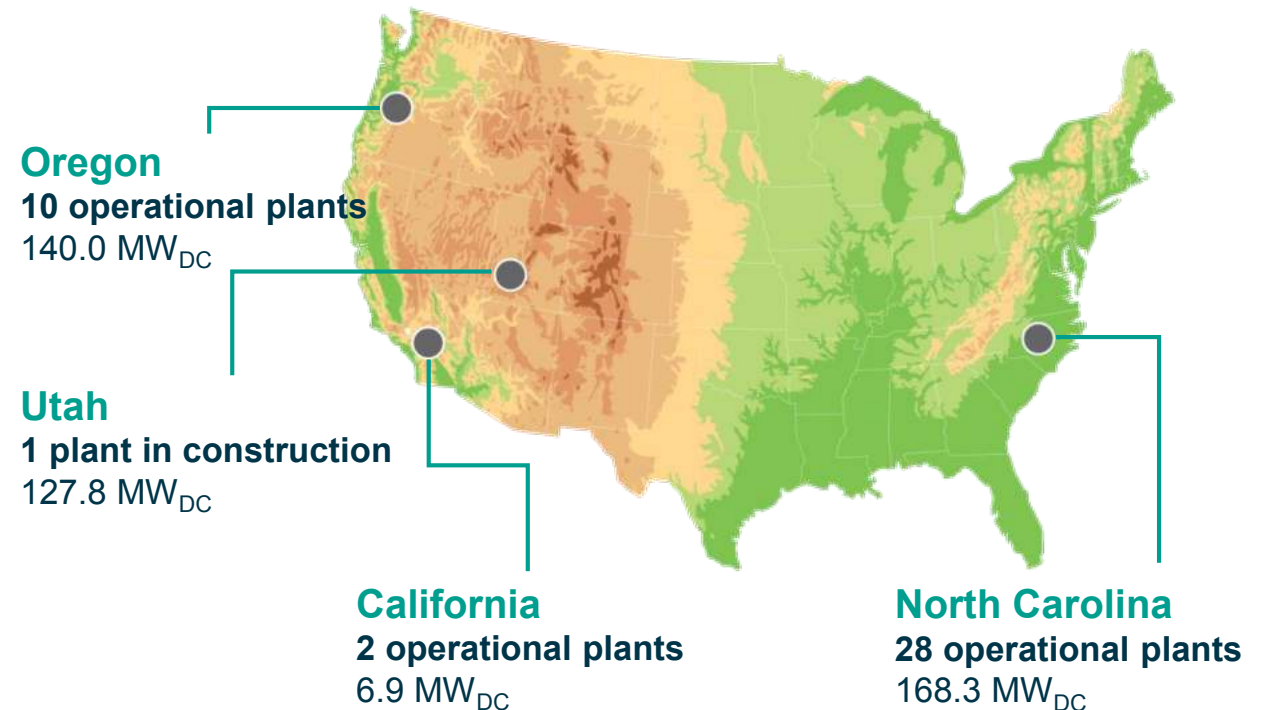 Oregon
10 operational plants
140.0 MWDC
Utah
1 plant in construction
127.8 MWDC
California
2 operational plants
6.9 MWDC
North Carolina
28 operational plants
168.3 MWDC